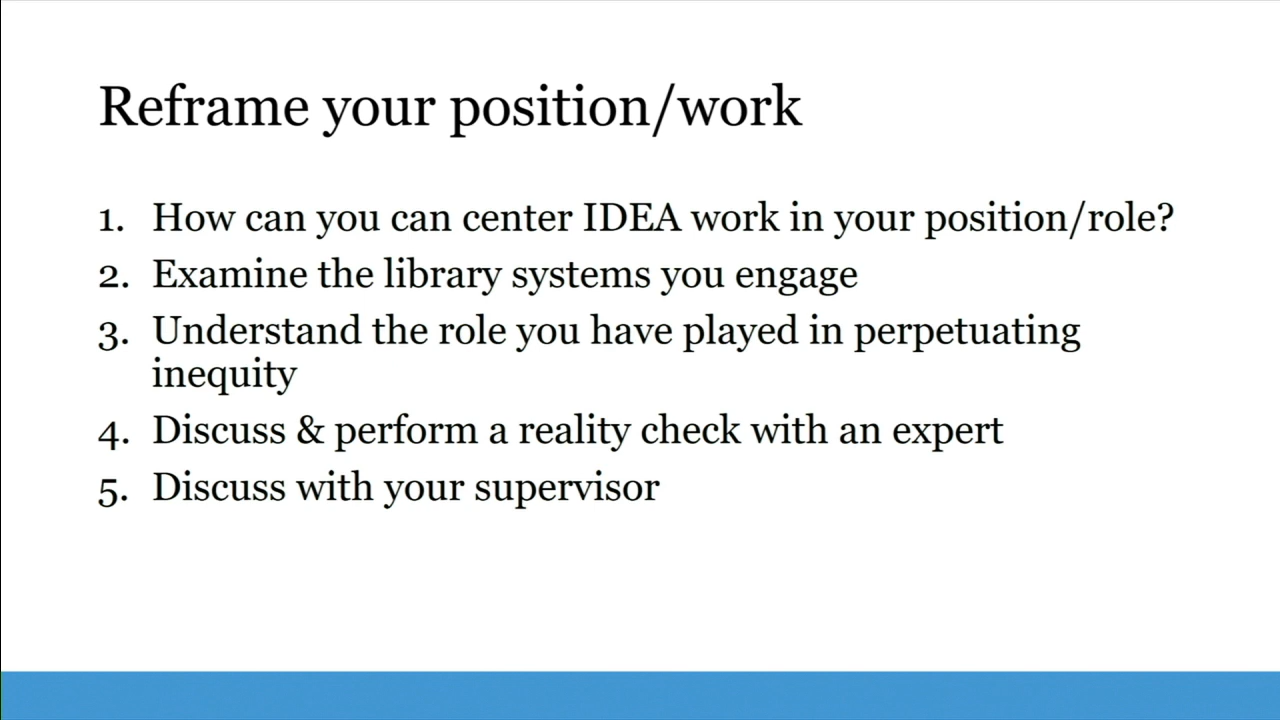 Reframe your position/work
1. How can you can center IDEA work in your position/role?
2. Examine the library systems you engage
3. Understand the role you have played in perpetuating
inequity
4. Discuss & perform a reality check with an expert
5. Discuss with your supervisor